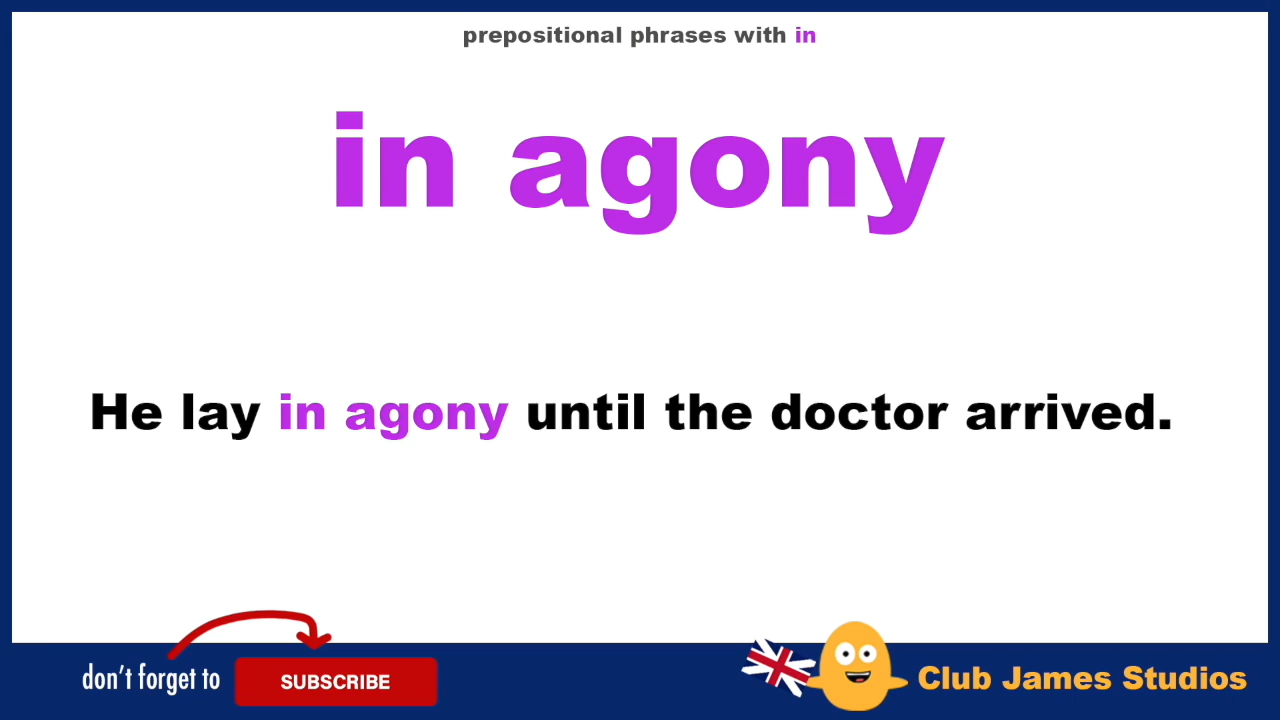 prepositional phrases with in
in agony
He lay in agony until the doctor arrived.
don't forget to
SUBSCRIBE
Club James Studios